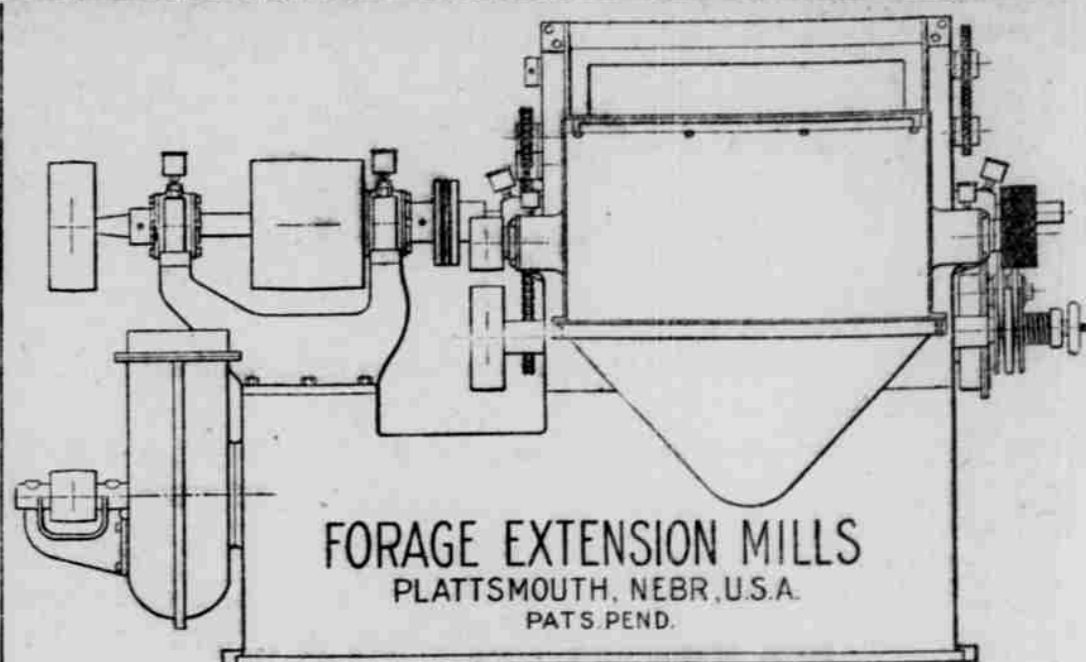 FORAGE EXTENSION MILLS
PLATTSMOUTH, NEBR, U.S.A.
PATS. PEND.